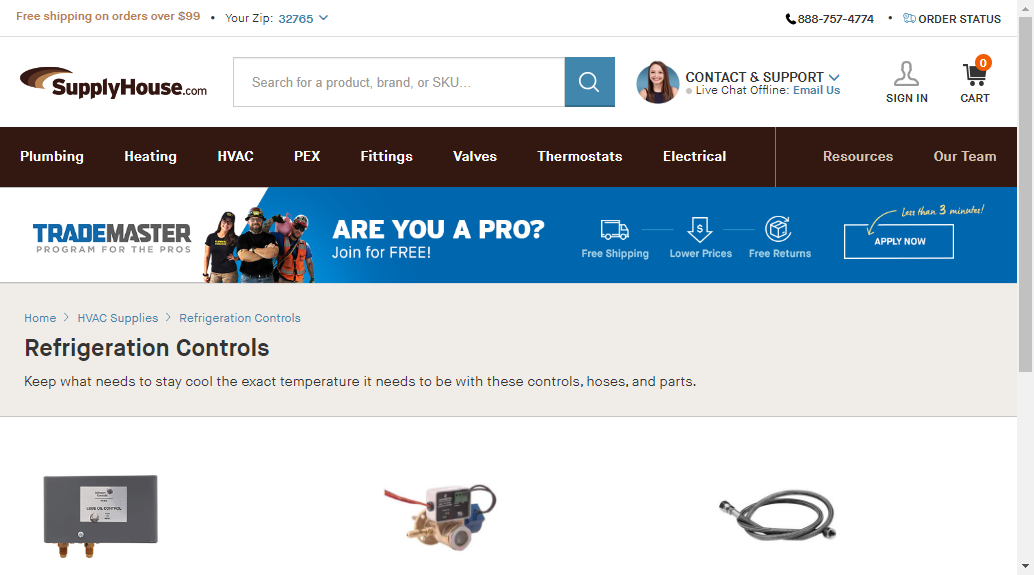 Free shipping on orders over $99 • Your Zip: 32765
888-757-4774 • ORDER STATUS
SupplyHouse.com
Search for a product, brand, or SKU...
CONTACT & SUPPORT
Live Chat Offline: Email Us
SIGN IN
0
CART
Plumbing Heating HVAC PEX Fittings Valves Thermostats Electrical Resources Our Team
TRADEMASTER
PROGRAM FOR THE PROS
ARE YOU A PRO?
Join for FREE!
Free Shipping
$
Lower Prices
Free Returns
Less than 3 minutes!
APPLY NOW
Home > HVAC Supplies > Refrigeration Controls
Refrigeration Controls
Keep what needs to stay cool the exact temperature it needs to be with these controls, hoses, and parts.
LUBE OIL CONTROL